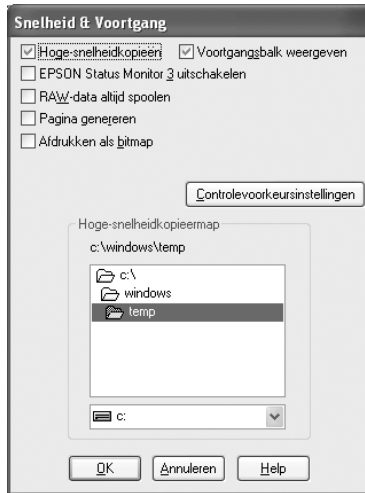 Snelheid & Voortgang
Hoge-snelheidkopieën Voortgangsbalk weergeven
EPSON Status Monitor 3 uitschakelen
RAW-data altijd spoolen
Pagina genereren
Afdrukken als bitmap
Controlevoorkeursinstellingen
Hoge-snelheidkopieermap
c:\windows\temp
c:\
windows
temp
c:
OK Annuleren Help